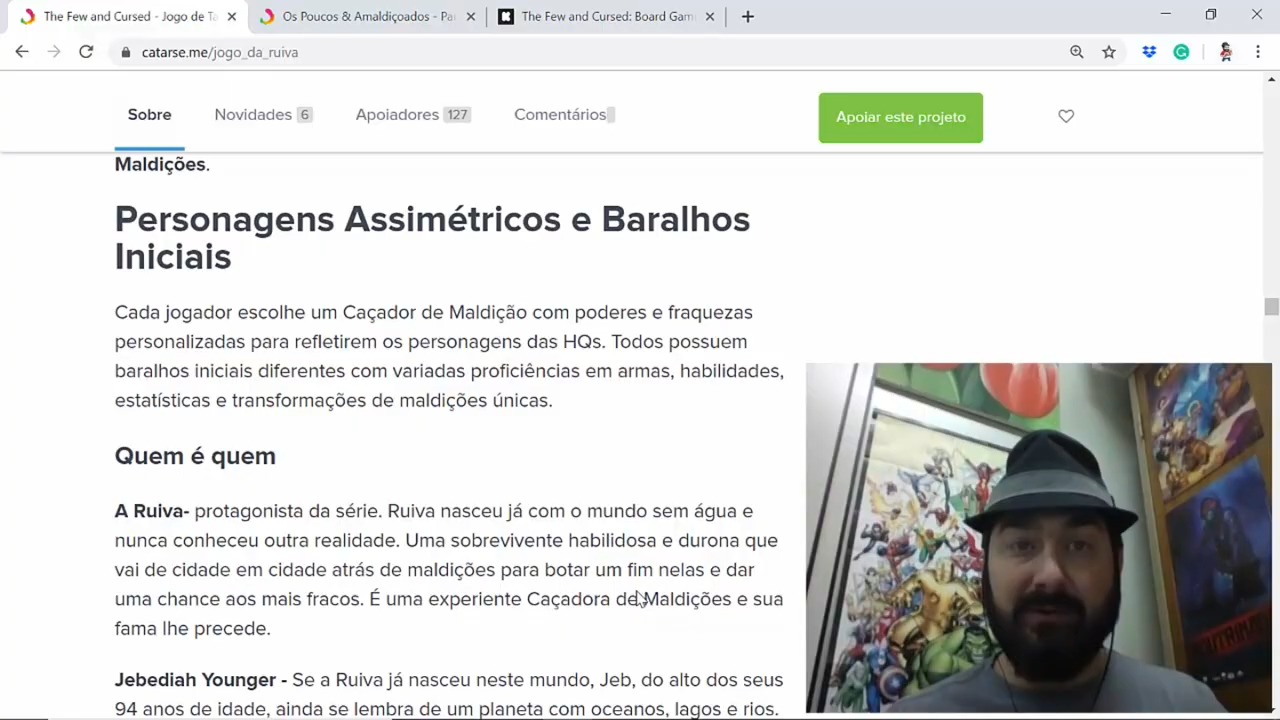 The Few and Cursed - Jogo de Ta
Os Poucos & Amaldiçoados - Pa
The Few and Cursed: Board Gam
catarse.me/jogo_da_ruiva
Sobre
Novidades 6
Apoiadores 127
Comentários
Apoiar este projeto
Maldições.
Personagens Assimétricos e Baralhos
Iniciais
Cada jogador escolhe um Caçador de Maldição com poderes e fraquezas
personalizadas para refletirem os personagens das HQs. Todos possuem
baralhos iniciais diferentes com variadas proficiências em armas, habilidades,
estatísticas e transformações de maldições únicas.
Quem é quem
A Ruiva- protagonista da série. Ruiva nasceu já com o mundo sem água e
nunca conheceu outra realidade. Uma sobrevivente habilidosa e durona que
vai de cidade em cidade atrás de maldições para botar um fim nelas e dar
uma chance aos mais fracos. É uma experiente Caçadora de Maldições e sua
fama lhe precede.
Jebediah Younger - Se a Ruiva já nasceu neste mundo, Jeb, do alto dos seus
94 anos de idade, ainda se lembra de um planeta com oceanos, lagos e rios.